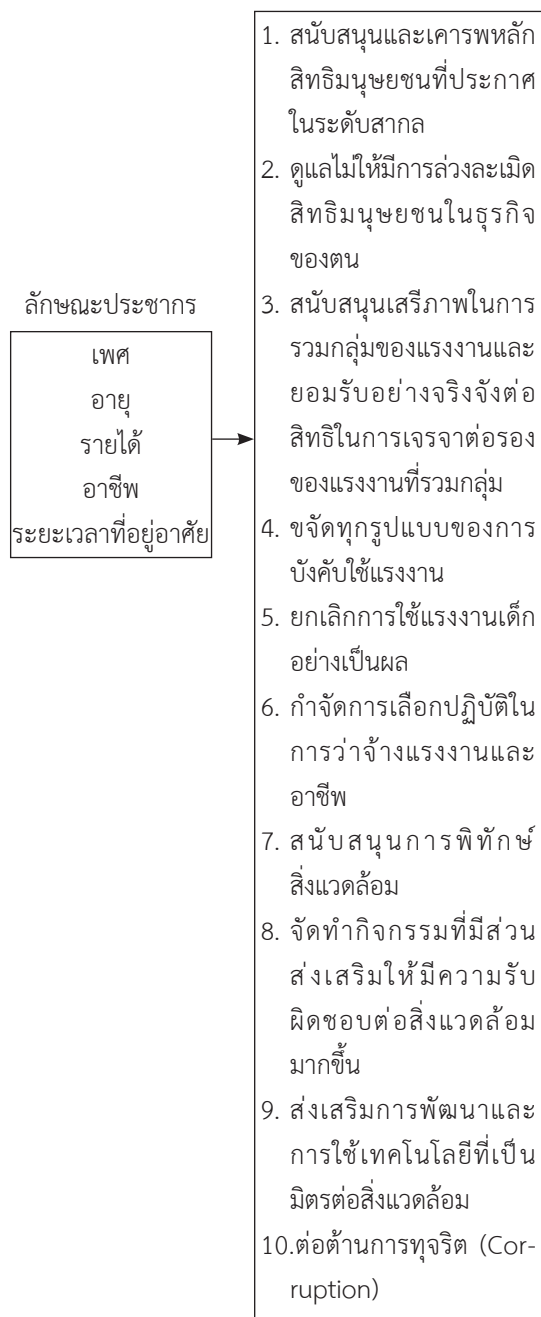 ลักษณะประชากร
เพศ
อายุ
รายได้
อาชีพ
ระยะเวลาที่อยู่อาศัย
1. สนับสนุนและเคารพหลัก
สิทธิมนุษยชนที่ประกาศ
ในระดับสากล
2. ดูแลไม่ให้มีการล่วงละเมิด
สิทธิมนุษยชนในธุรกิจ
ของตน
3. สนับสนุนเสรีภาพในการ
รวมกลุ่มของแรงงานและ
ยอมรับอย่างจริงจังต่อ
สิทธิในการเจรจาต่อรอง
ของแรงงานที่รวมกลุ่ม
4. ขจัดทุกรูปแบบของการ
บังคับใช้แรงงาน
5. ยกเลิกการใช้แรงงานเด็ก
อย่างเป็นผล
6. กำจัดการเลือกปฏิบัติใน
การว่าจ้างแรงงานและ
อาชีพ
7. สนับสนุนการพิทักษ์
สิ่งแวดล้อม
8. จัดทำกิจกรรมที่มีส่วน
ส่งเสริมให้มีความรับ
ผิดชอบต่อสิ่งแวดล้อม
มากขึ้น
9. ส่งเสริมการพัฒนาและ
การใช้เทคโนโลยีที่เป็น
มิตรต่อสิ่งแวดล้อม
10.ต่อต้านการทุจริต (Cor-
ruption)